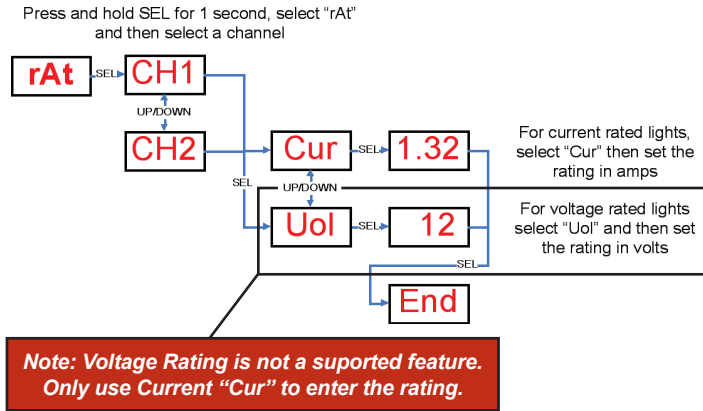 Press and hold SEL for 1 second, select “rAt”
and then select a channel
rAt
SEL
CH1
UP/DOWN
CH2
SEL
Cur
SEL
1.32
UP/DOWN
Uol
SEL
12
SEL
End
For current rated lights,
select “Cur” then set the
rating in amps
For voltage rated lights
select “Uol” and then set
the rating in volts
Note: Voltage Rating is not a suported feature.
Only use Current “Cur” to enter the rating.